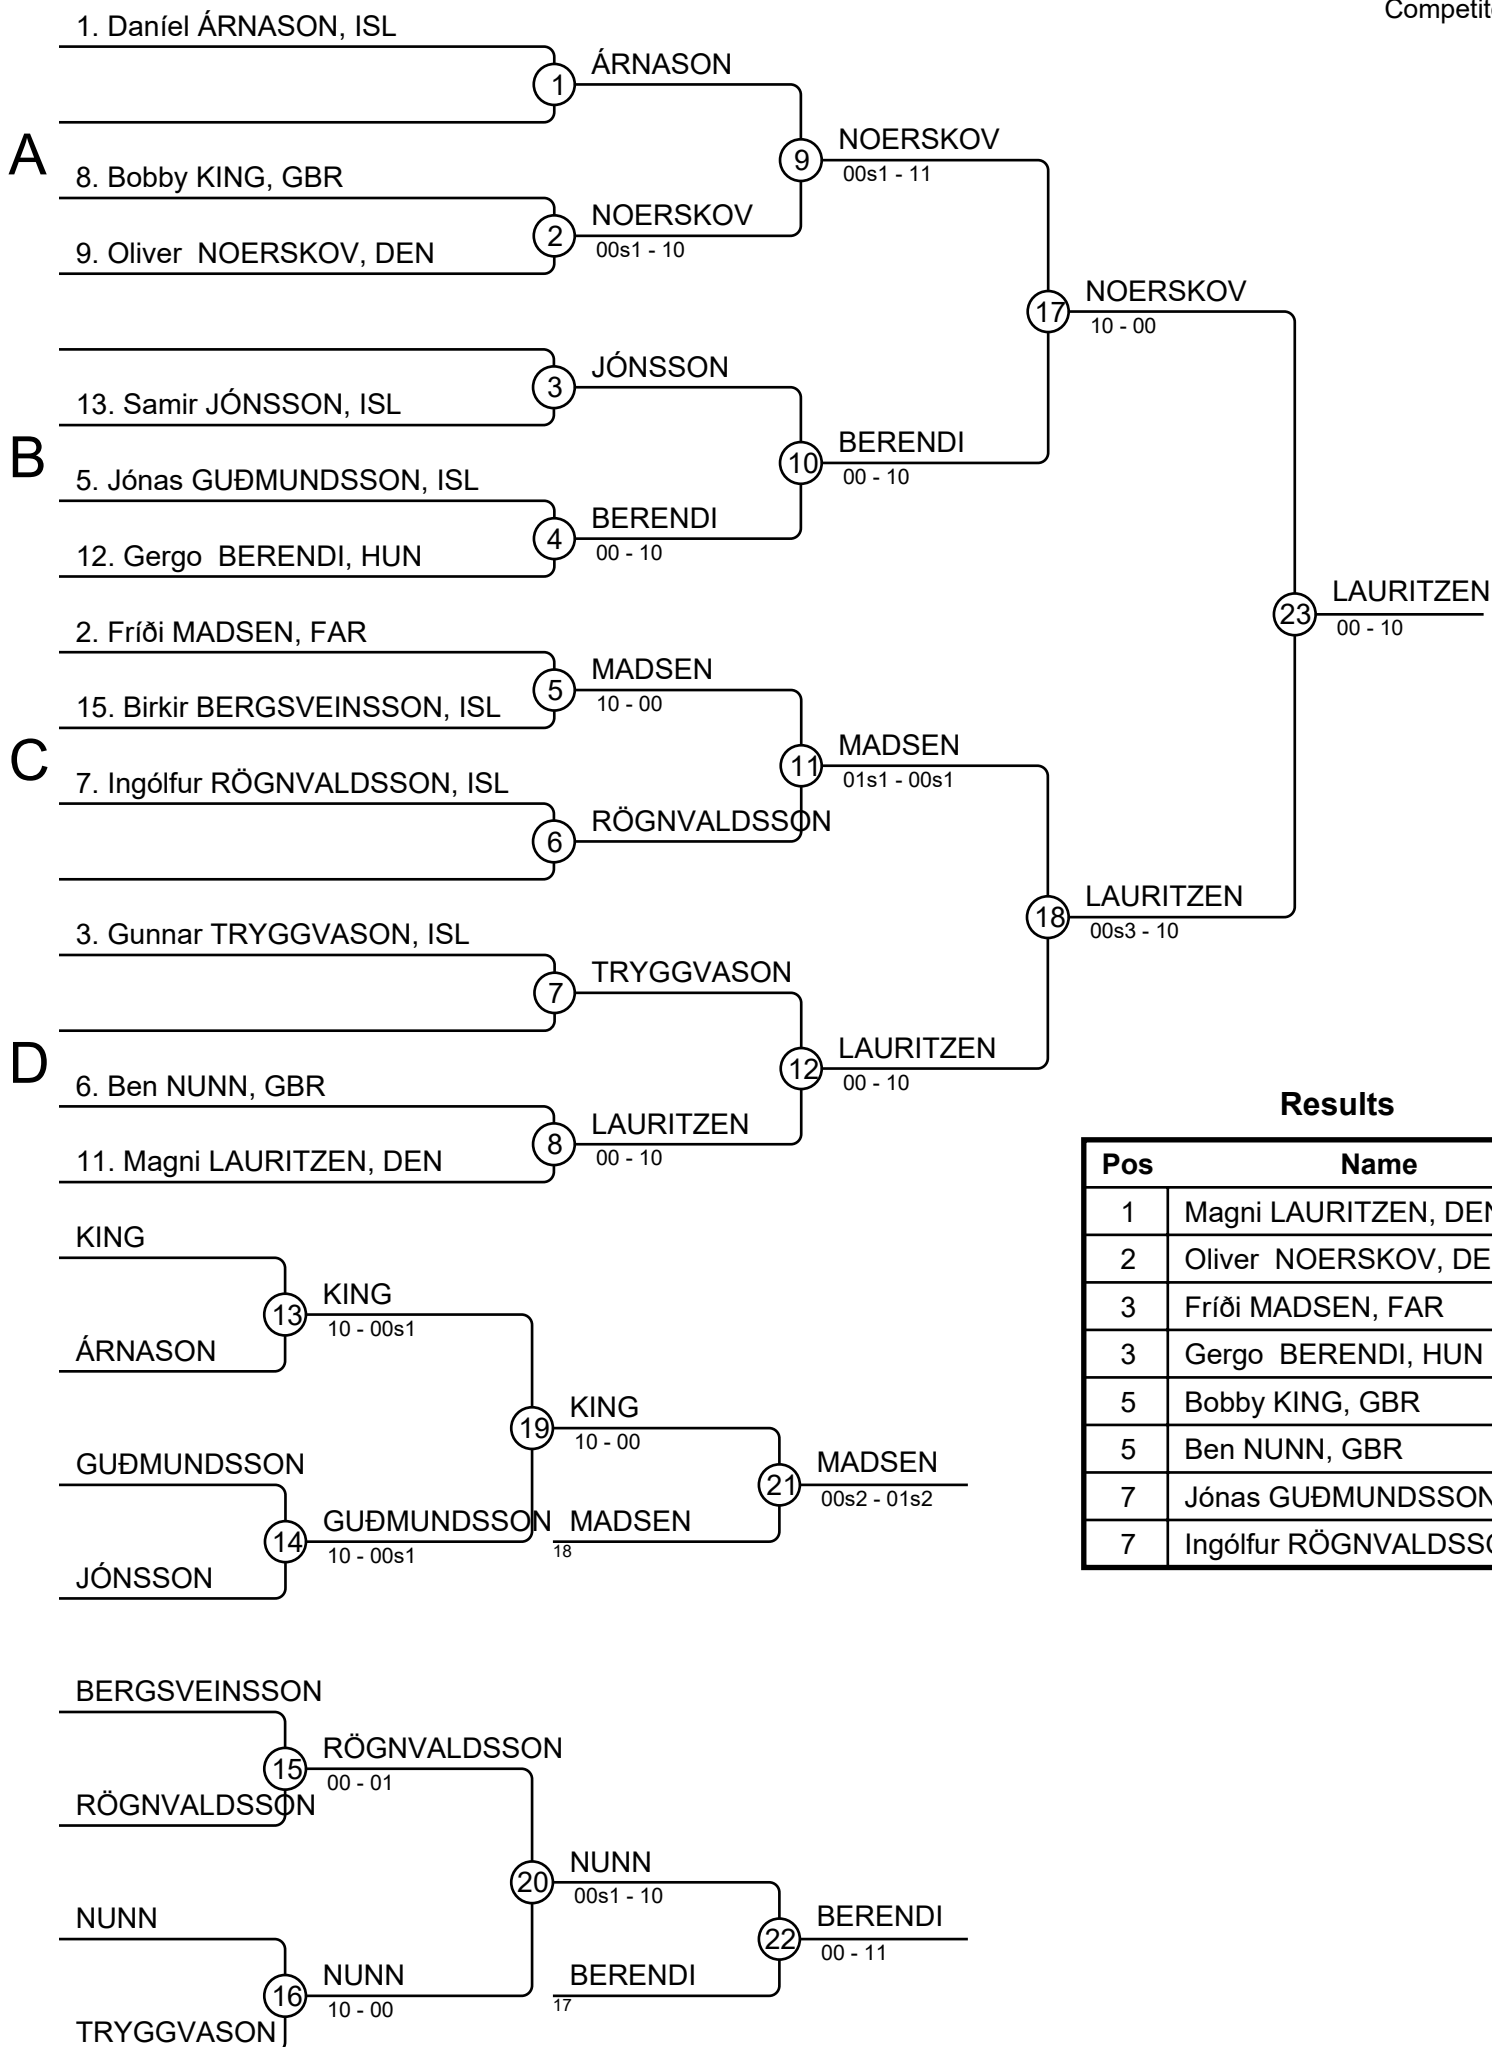 Competit
1. Daníel ÁRNASON, ISL
1
ÁRNASON
A
8. Bobby KING, GBR
9
NOERSKOV
00s1 - 11
2
NOERSKOV
00s1 - 10
9. Oliver  NOERSKOV, DEN
17
NOERSKOV
10 - 00
3
JÓNSSON
13. Samir JÓNSSON, ISL
B
5. Jónas GUÐMUNDSSON, ISL
10
BERENDI
00 - 10
4
BERENDI
00 - 10
12. Gergo  BERENDI, HUN
23
LAURITZEN
00 - 10
2. Fríði MADSEN, FAR
5
MADSEN
10 - 00
15. Birkir BERGSVEINSSON, ISL
C
7. Ingólfur RÖGNVALDSSON, ISL
11
MADSEN
01s1 - 00s1
6
RÖGNVALDSSON
18
LAURITZEN
00s3 - 10
3. Gunnar TRYGGVASON, ISL
7
TRYGGVASON
D
6. Ben NUNN, GBR
12
LAURITZEN
00 - 10
8
LAURITZEN
00 - 10
11. Magni LAURITZEN, DEN
Results
Pos Name
1 Magni LAURITZEN, DEN
2 Oliver  NOERSKOV, DE
3 Fríði MADSEN, FAR
3 Gergo  BERENDI, HUN
5 Bobby KING, GBR
5 Ben NUNN, GBR
7 Jónas GUÐMUNDSSON
7 Ingólfur RÖGNVALDSSO
KING
13
KING
10 - 00s1
ÁRNASON
19
KING
10 - 00
GUÐMUNDSSON
14
GUÐMUNDSSON
10 - 00s1
JÓNSSON
MADSEN
18
21
MADSEN
00s2 - 01s2
BERGSVEINSSON
15
RÖGNVALDSSON
00 - 01
RÖGNVALDSSON
20
NUNN
00s1 - 10
NUNN
16
NUNN
10 - 00
TRYGGVASON
BERENDI
17
22
BERENDI
00 - 11